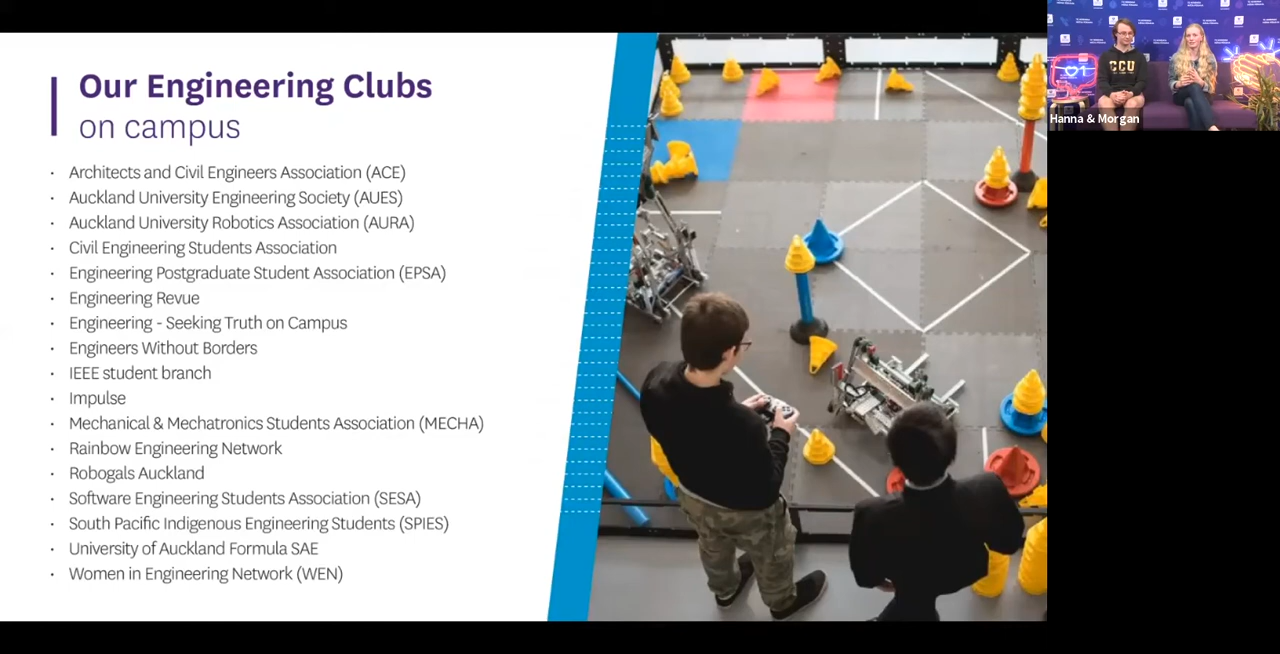 Our Engineering Clubs
on campus
· Architects and Civil Engineers Association (ACE)
· Auckland University Engineering Society (AUES)
· Auckland University Robotics Association (AURA)
· Civil Engineering Students Association
· Engineering Postgraduate Student Association (EPSA)
· Engineering Revue
· Engineering - Seeking Truth on Campus
· Engineers Without Borders
· IEEE student branch
· Impulse
· Mechanical & Mechatronics Students Association (MECHA)
· Rainbow Engineering Network
· Robogals Auckland
· Software Engineering Students Association (SESA)
· South Pacific Indigenous Engineering Students (SPIES)
· University of Auckland Formula SAE
· Women in Engineering Network (WEN)
CCU
Hanna & Morgan